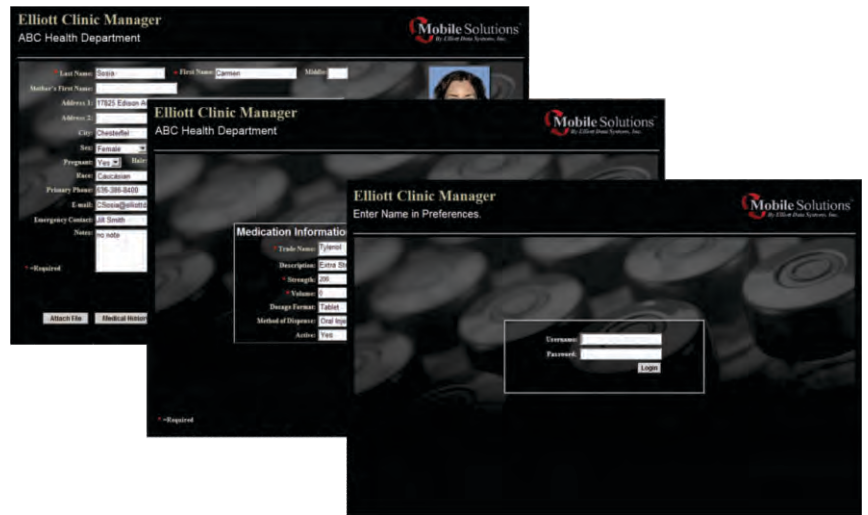 Elliott Clinic Manager
ABC Health Department
Mobile Solutions
By Elliott Data Systems, Inc.
* Last Name: Sosia * First Name: Carmen Middle:
Mother's First Name:
Address 1: 17825 Edison A
Address 2:
City: Chesterfiel
Sex: Female
Pregnant: Yes Hair:
Race: Caucasian
Primary Phone: 636-386-8400
E-mail:
Emergency Contact: Jill Smith
Notes: no note
* =Required
Attach File Medical History
Elliott Clinic Manager
ABC Health Department
Mobile Solutions
By Elliott Data Systems, Inc.
Medication Informatio
* Trade Name: Tylenol
Description: Extra Str
* Strength: 200
* Volume: 0
Dosage Format: Tablet
Method of Dispense: Oral Inje
Active: Yes
* =Required
Elliott Clinic Manager
Enter Name in Preferences.
Mobile Solutions
By Elliott Data Systems, Inc.
Username:
Password:
Login